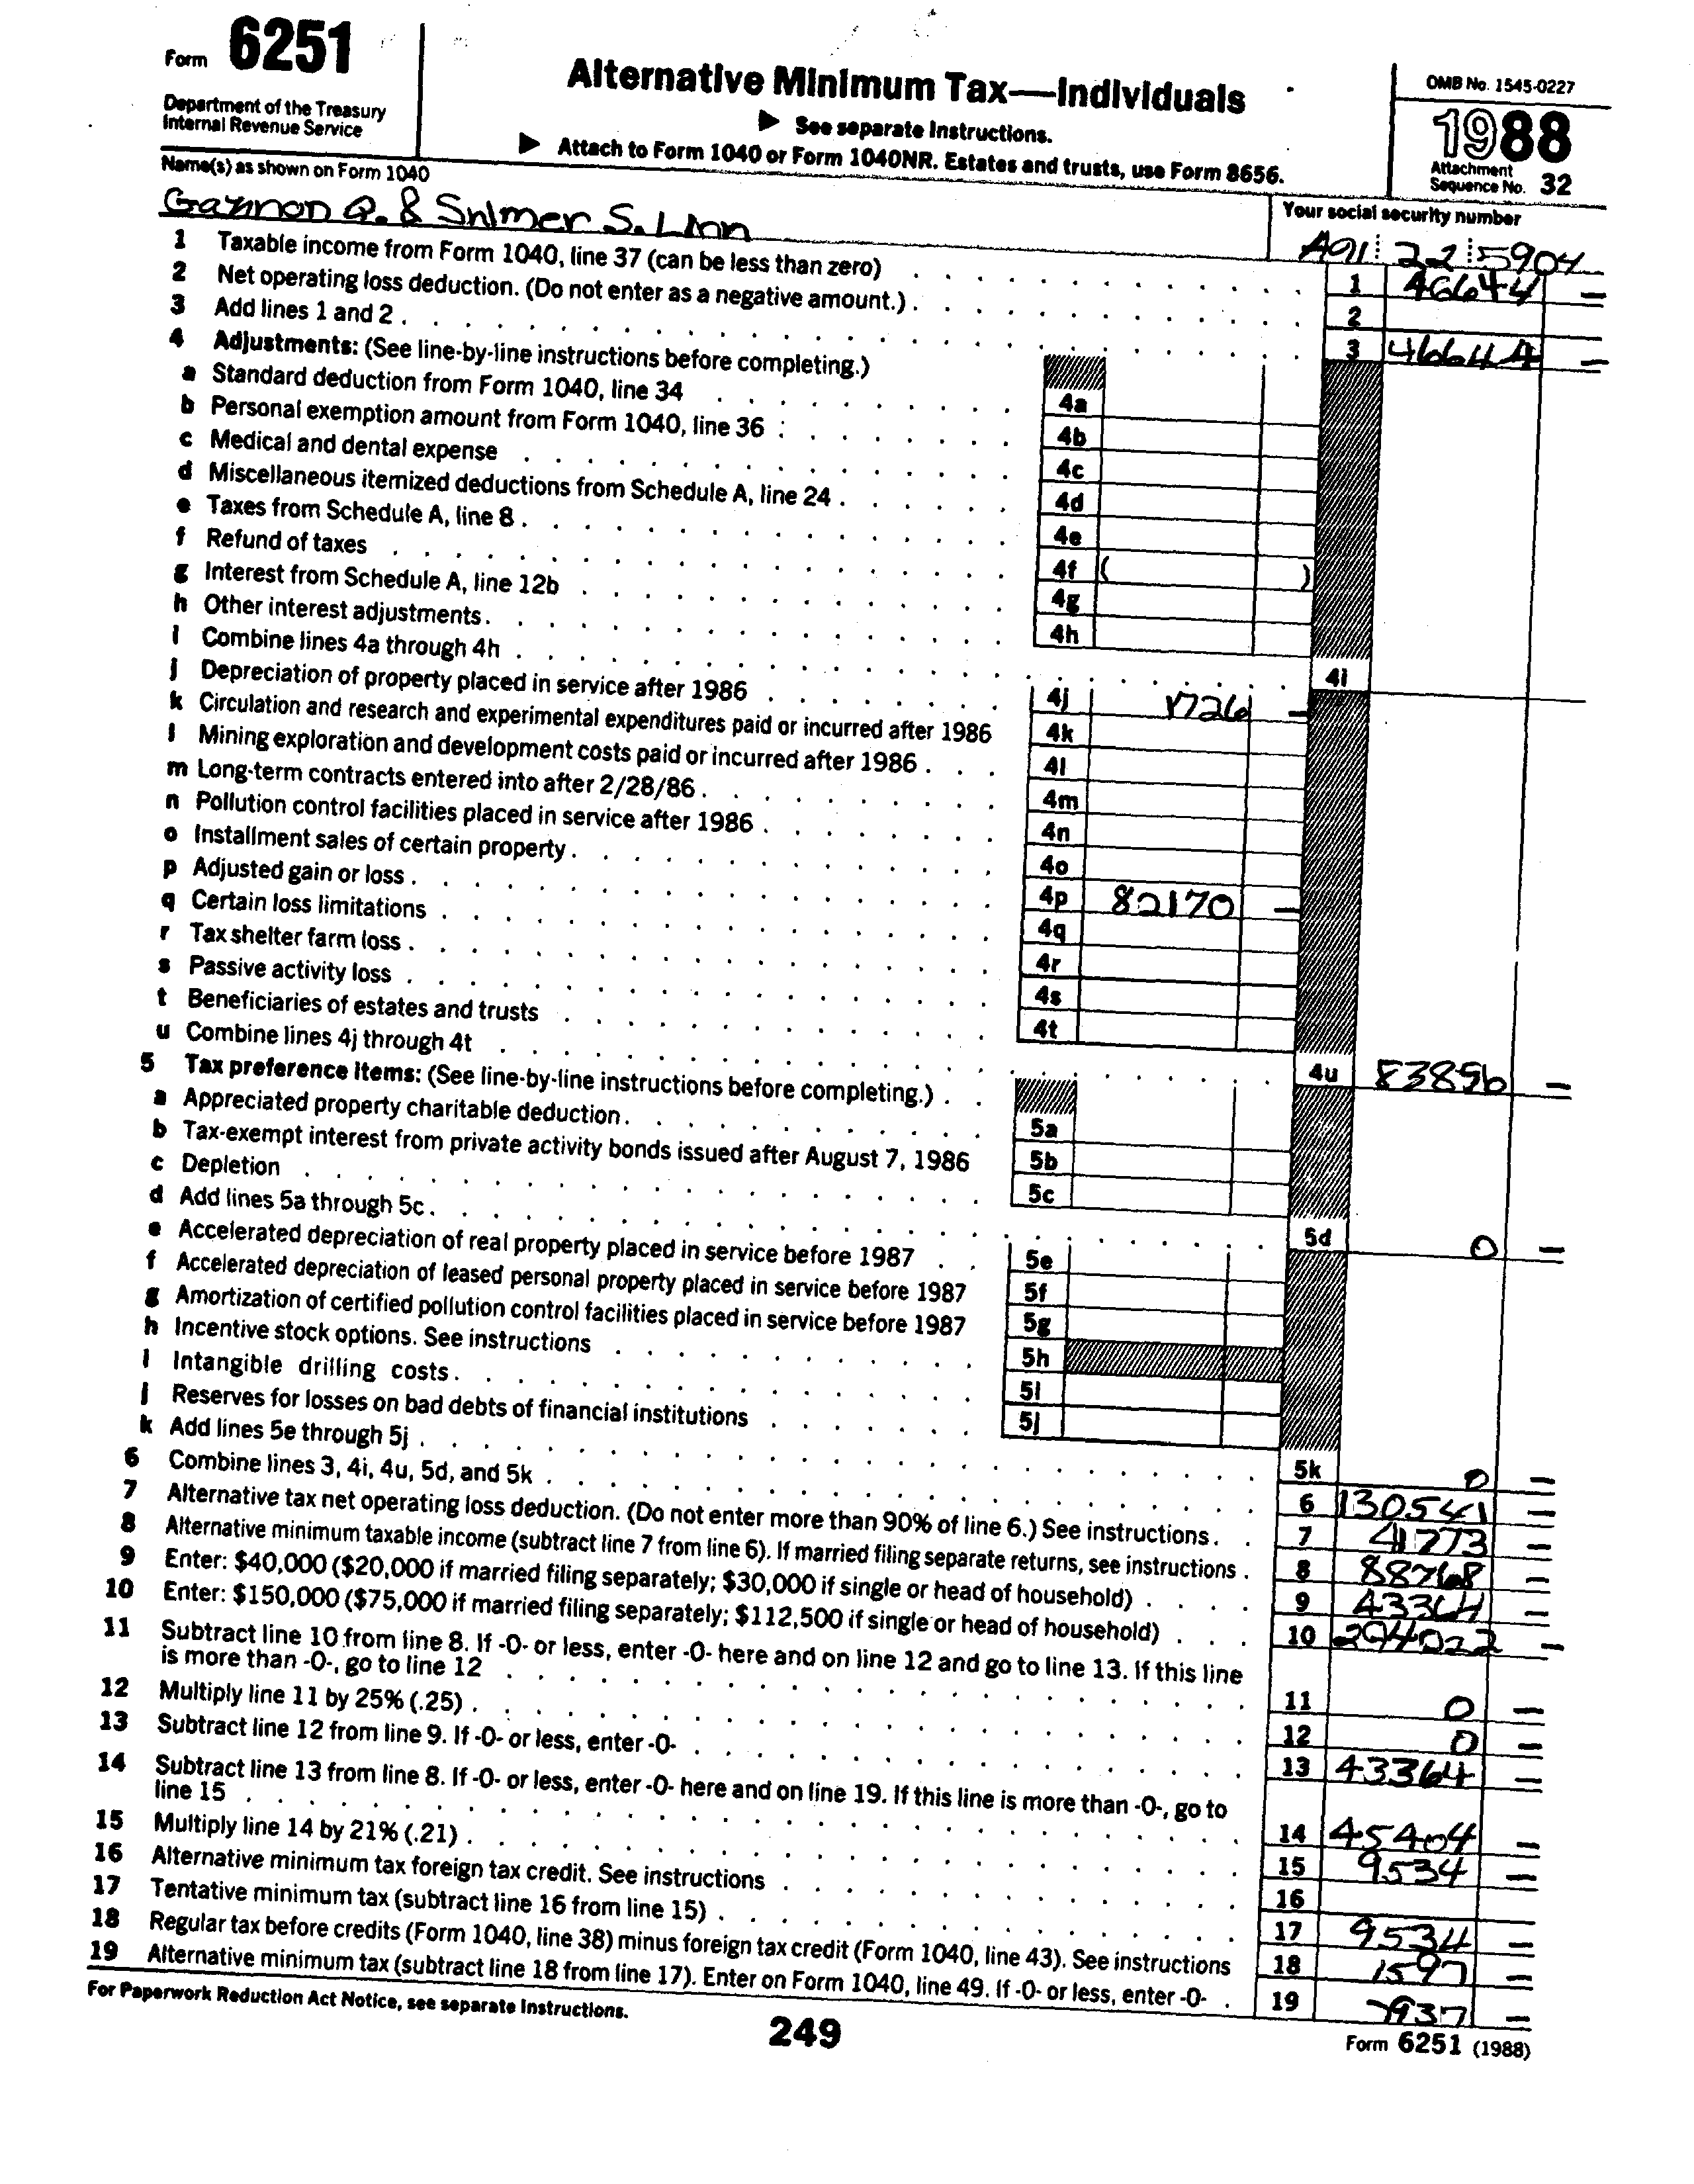 Form 6251
Department of the Treasury
Internal Revenue Service
Alternative Minimum Tax—Individuals
▶ See separate Instructions.
▶ Attach to Form 1040 or Form 1040NR. Estates and trusts, use Form 8656.
OMB No. 1545-0227
1988
Attachment
Sequence No. 32
Name(s) as shown on Form 1040
Your social security number
Gaymon Q. & Snlmer S. Lmn
A91 22 5904
1 Taxable income from Form 1040, line 37 (can be less than zero) 1 46644 —
2 Net operating loss deduction. (Do not enter as a negative amount.) 2
3 Add lines 1 and 2 3 46644 —
4 Adjustments: (See line-by-line instructions before completing.)
a Standard deduction from Form 1040, line 34 4a
b Personal exemption amount from Form 1040, line 36 4b
c Medical and dental expense 4c
d Miscellaneous itemized deductions from Schedule A, line 24 4d
e Taxes from Schedule A, line 8 4e
f Refund of taxes 4f ( )
g Interest from Schedule A, line 12b 4g
h Other interest adjustments 4h
i Combine lines 4a through 4h 4i
j Depreciation of property placed in service after 1986 4j 1726 —
k Circulation and research and experimental expenditures paid or incurred after 1986 4k
l Mining exploration and development costs paid or incurred after 1986 4l
m Long-term contracts entered into after 2/28/86 4m
n Pollution control facilities placed in service after 1986 4n
o Installment sales of certain property 4o
p Adjusted gain or loss 4p 82170 —
q Certain loss limitations 4q
r Tax shelter farm loss 4r
s Passive activity loss 4s
t Beneficiaries of estates and trusts 4t
u Combine lines 4j through 4t 4u 83896 —
5 Tax preference items: (See line-by-line instructions before completing.)
a Appreciated property charitable deduction 5a
b Tax-exempt interest from private activity bonds issued after August 7, 1986 5b
c Depletion 5c
d Add lines 5a through 5c 5d 0 —
e Accelerated depreciation of real property placed in service before 1987 5e
f Accelerated depreciation of leased personal property placed in service before 1987 5f
g Amortization of certified pollution control facilities placed in service before 1987 5g
h Incentive stock options. See instructions 5h
i Intangible drilling costs 5i
j Reserves for losses on bad debts of financial institutions 5j
k Add lines 5e through 5j 5k 0 —
6 Combine lines 3, 4i, 4u, 5d, and 5k 6 130541 —
7 Alternative tax net operating loss deduction. (Do not enter more than 90% of line 6.) See instructions 7 41773 —
8 Alternative minimum taxable income (subtract line 7 from line 6). If married filing separate returns, see instructions 8 88768 —
9 Enter: $40,000 ($20,000 if married filing separately; $30,000 if single or head of household) 9 43364 —
10 Enter: $150,000 ($75,000 if married filing separately; $112,500 if single or head of household) 10 204022 —
11 Subtract line 10 from line 8. If -0- or less, enter -0- here and on line 12 and go to line 13. If this line
is more than -0-, go to line 12 11 0 —
12 Multiply line 11 by 25% (.25) 12 0 —
13 Subtract line 12 from line 9. If -0- or less, enter -0- 13 43364 —
14 Subtract line 13 from line 8. If -0- or less, enter -0- here and on line 19. If this line is more than -0-, go to
line 15 14 45404 —
15 Multiply line 14 by 21% (.21) 15 9534 —
16 Alternative minimum tax foreign tax credit. See instructions 16
17 Tentative minimum tax (subtract line 16 from line 15) 17 9534 —
18 Regular tax before credits (Form 1040, line 38) minus foreign tax credit (Form 1040, line 43). See instructions 18 1597 —
19 Alternative minimum tax (subtract line 18 from line 17). Enter on Form 1040, line 49. If -0- or less, enter -0- 19 7937 —
For Paperwork Reduction Act Notice, see separate Instructions.
249
Form 6251 (1988)